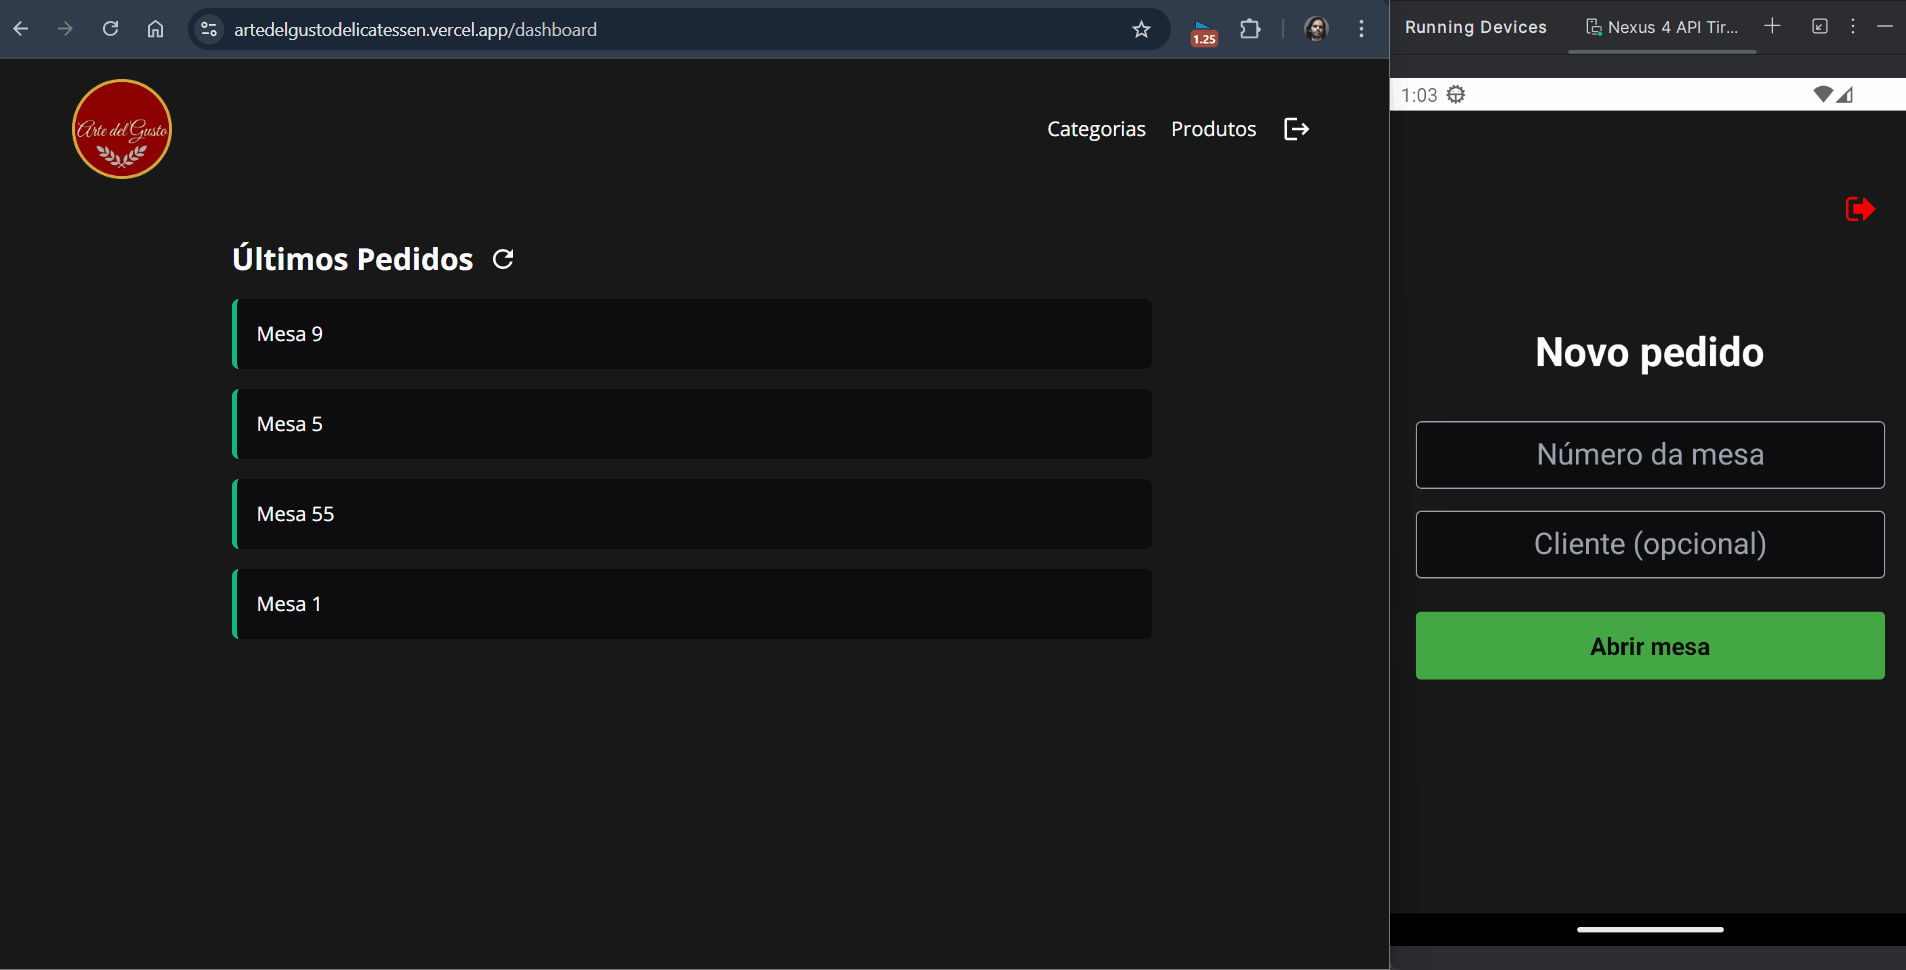 artedelgustodelicatessen.vercel.app/dashboard
1.25
Arte del Gusto
Categorias
Produtos
Últimos Pedidos
Mesa 9
Mesa 5
Mesa 55
Mesa 1
Running Devices
Nexus 4 API Tir...
1:03
Novo pedido
Número da mesa
Cliente (opcional)
Abrir mesa